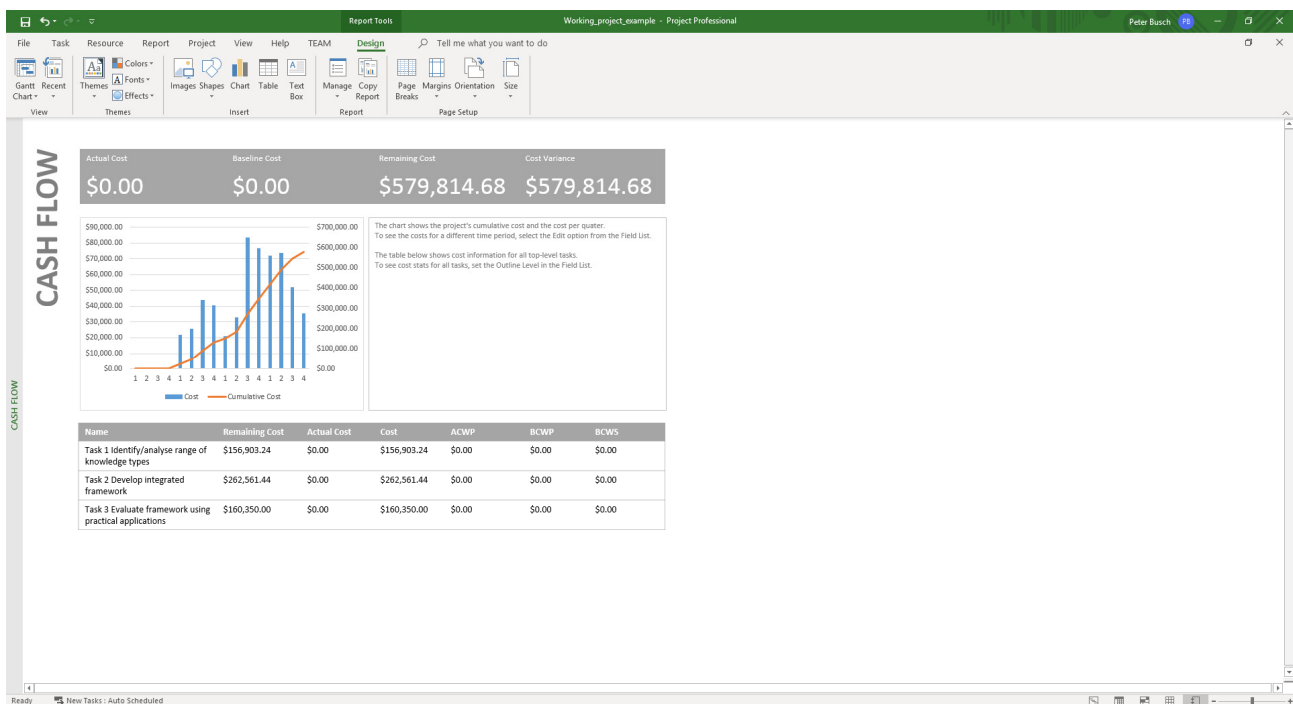 Report Tools
Working_project_example - Project Professional
Peter Busch
PB
File Task Resource Report Project View Help TEAM Design Tell me what you want to do
Gantt Chart
Recent
View
Aa
Themes
Colors
A Fonts
Effects
Themes
Images Shapes Chart Table Text Box
Insert
Manage Copy Report
Report
Page Breaks Margins Orientation Size
Page Setup
CASH FLOW
CASH FLOW
Actual Cost Baseline Cost Remaining Cost Cost Variance
$0.00 $0.00 $579,814.68 $579,814.68
$90,000.00
$80,000.00
$70,000.00
$60,000.00
$50,000.00
$40,000.00
$30,000.00
$20,000.00
$10,000.00
$0.00
$700,000.00
$600,000.00
$500,000.00
$400,000.00
$300,000.00
$200,000.00
$100,000.00
$0.00
1 2 3 4 1 2 3 4 1 2 3 4 1 2 3 4
Cost Cumulative Cost
The chart shows the project's cumulative cost and the cost per quater.
To see the costs for a different time period, select the Edit option from the Field List.
The table below shows cost information for all top-level tasks.
To see cost stats for all tasks, set the Outline Level in the Field List.
Name Remaining Cost Actual Cost Cost ACWP BCWP BCWS
Task 1 Identify/analyse range of $156,903.24 $0.00 $156,903.24 $0.00 $0.00 $0.00
knowledge types
Task 2 Develop integrated $262,561.44 $0.00 $262,561.44 $0.00 $0.00 $0.00
framework
Task 3 Evaluate framework using $160,350.00 $0.00 $160,350.00 $0.00 $0.00 $0.00
practical applications
Ready New Tasks : Auto Scheduled